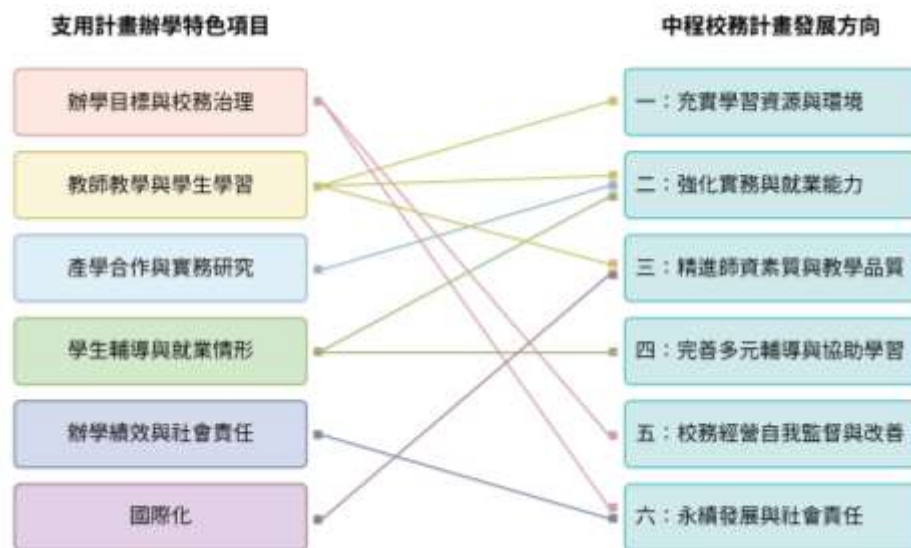 支用計畫辦學特色項目
中程校務計畫發展方向
辦學目標與校務治理
一：充實學習資源與環境
教師教學與學生學習
二：強化實務與就業能力
產學合作與實務研究
三：精進師資素質與教學品質
學生輔導與就業情形
四：完善多元輔導與協助學習
辦學績效與社會責任
五：校務經營自我監督與改善
國際化
六：永續發展與社會責任